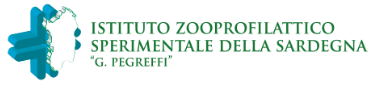 ISTITUTO ZOOPROFILATTICO
SPERIMENTALE DELLA SARDEGNA
"G. PEGREFFI"